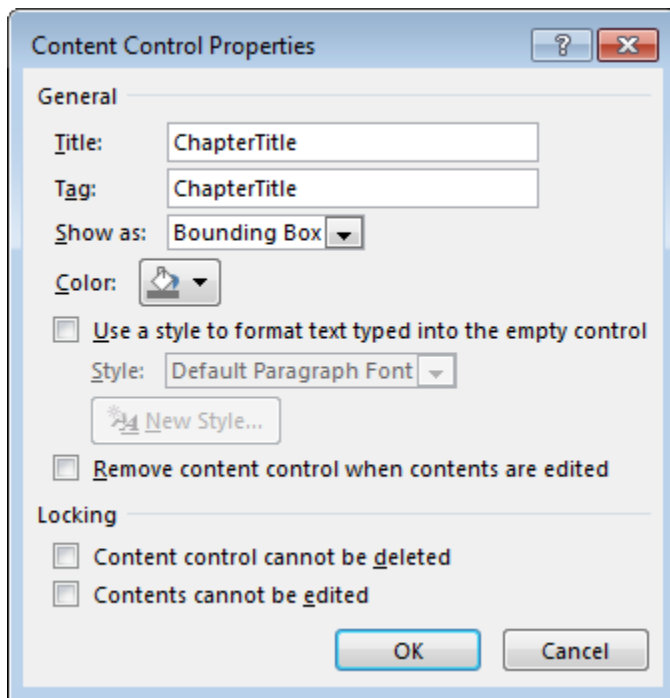 Content Control Properties
General
Title: ChapterTitle
Tag: ChapterTitle
Show as: Bounding Box
Color:
Use a style to format text typed into the empty control
Style: Default Paragraph Font
New Style...
Remove content control when contents are edited
Locking
Content control cannot be deleted
Contents cannot be edited
OK Cancel